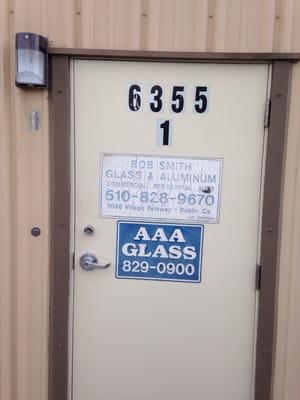 6355
1
BOB SMITH
GLASS & ALUMINUM
COMMERCIAL RESIDENTIAL
510-828-9670
7048 Village Parkway - Dublin, Ca.
AAA
GLASS
829-0900